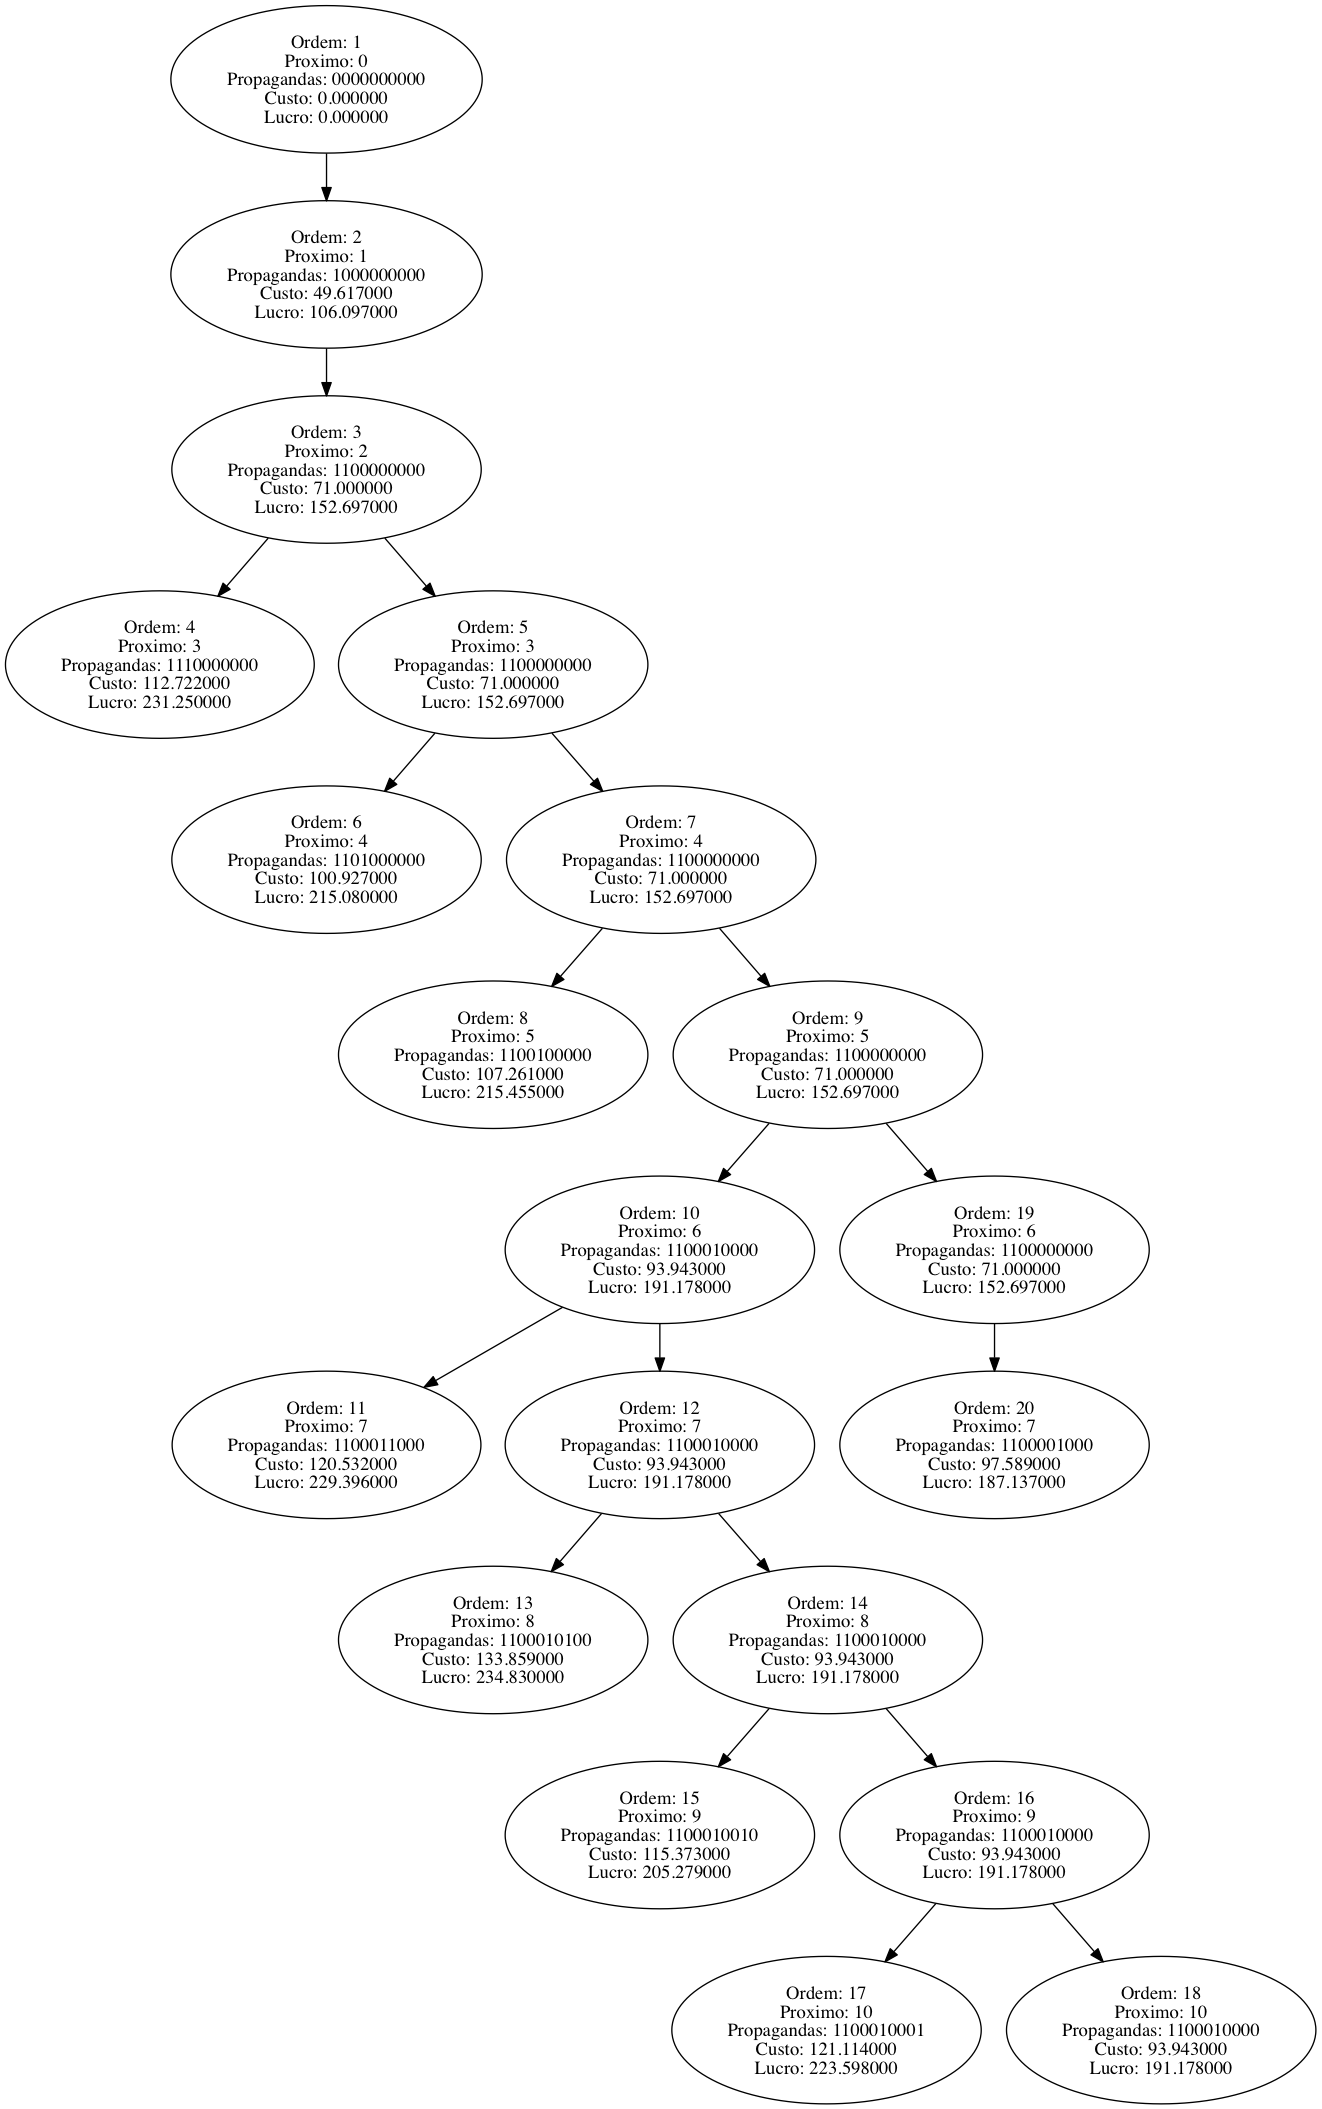 Ordem: 1
Proximo: 0
Propagandas: 0000000000
Custo: 0.000000
Lucro: 0.000000
Ordem: 2
Proximo: 1
Propagandas: 1000000000
Custo: 49.617000
Lucro: 106.097000
Ordem: 3
Proximo: 2
Propagandas: 1100000000
Custo: 71.000000
Lucro: 152.697000
Ordem: 4
Proximo: 3
Propagandas: 1110000000
Custo: 112.722000
Lucro: 231.250000
Ordem: 5
Proximo: 3
Propagandas: 1100000000
Custo: 71.000000
Lucro: 152.697000
Ordem: 6
Proximo: 4
Propagandas: 1101000000
Custo: 100.927000
Lucro: 215.080000
Ordem: 7
Proximo: 4
Propagandas: 1100000000
Custo: 71.000000
Lucro: 152.697000
Ordem: 8
Proximo: 5
Propagandas: 1100100000
Custo: 107.261000
Lucro: 215.455000
Ordem: 9
Proximo: 5
Propagandas: 1100000000
Custo: 71.000000
Lucro: 152.697000
Ordem: 10
Proximo: 6
Propagandas: 1100010000
Custo: 93.943000
Lucro: 191.178000
Ordem: 19
Proximo: 6
Propagandas: 1100000000
Custo: 71.000000
Lucro: 152.697000
Ordem: 11
Proximo: 7
Propagandas: 1100011000
Custo: 120.532000
Lucro: 229.396000
Ordem: 12
Proximo: 7
Propagandas: 1100010000
Custo: 93.943000
Lucro: 191.178000
Ordem: 20
Proximo: 7
Propagandas: 1100001000
Custo: 97.589000
Lucro: 187.137000
Ordem: 13
Proximo: 8
Propagandas: 1100010100
Custo: 133.859000
Lucro: 234.830000
Ordem: 14
Proximo: 8
Propagandas: 1100010000
Custo: 93.943000
Lucro: 191.178000
Ordem: 15
Proximo: 9
Propagandas: 1100010010
Custo: 115.373000
Lucro: 205.279000
Ordem: 16
Proximo: 9
Propagandas: 1100010000
Custo: 93.943000
Lucro: 191.178000
Ordem: 17
Proximo: 10
Propagandas: 1100010001
Custo: 121.114000
Lucro: 223.598000
Ordem: 18
Proximo: 10
Propagandas: 1100010000
Custo: 93.943000
Lucro: 191.178000